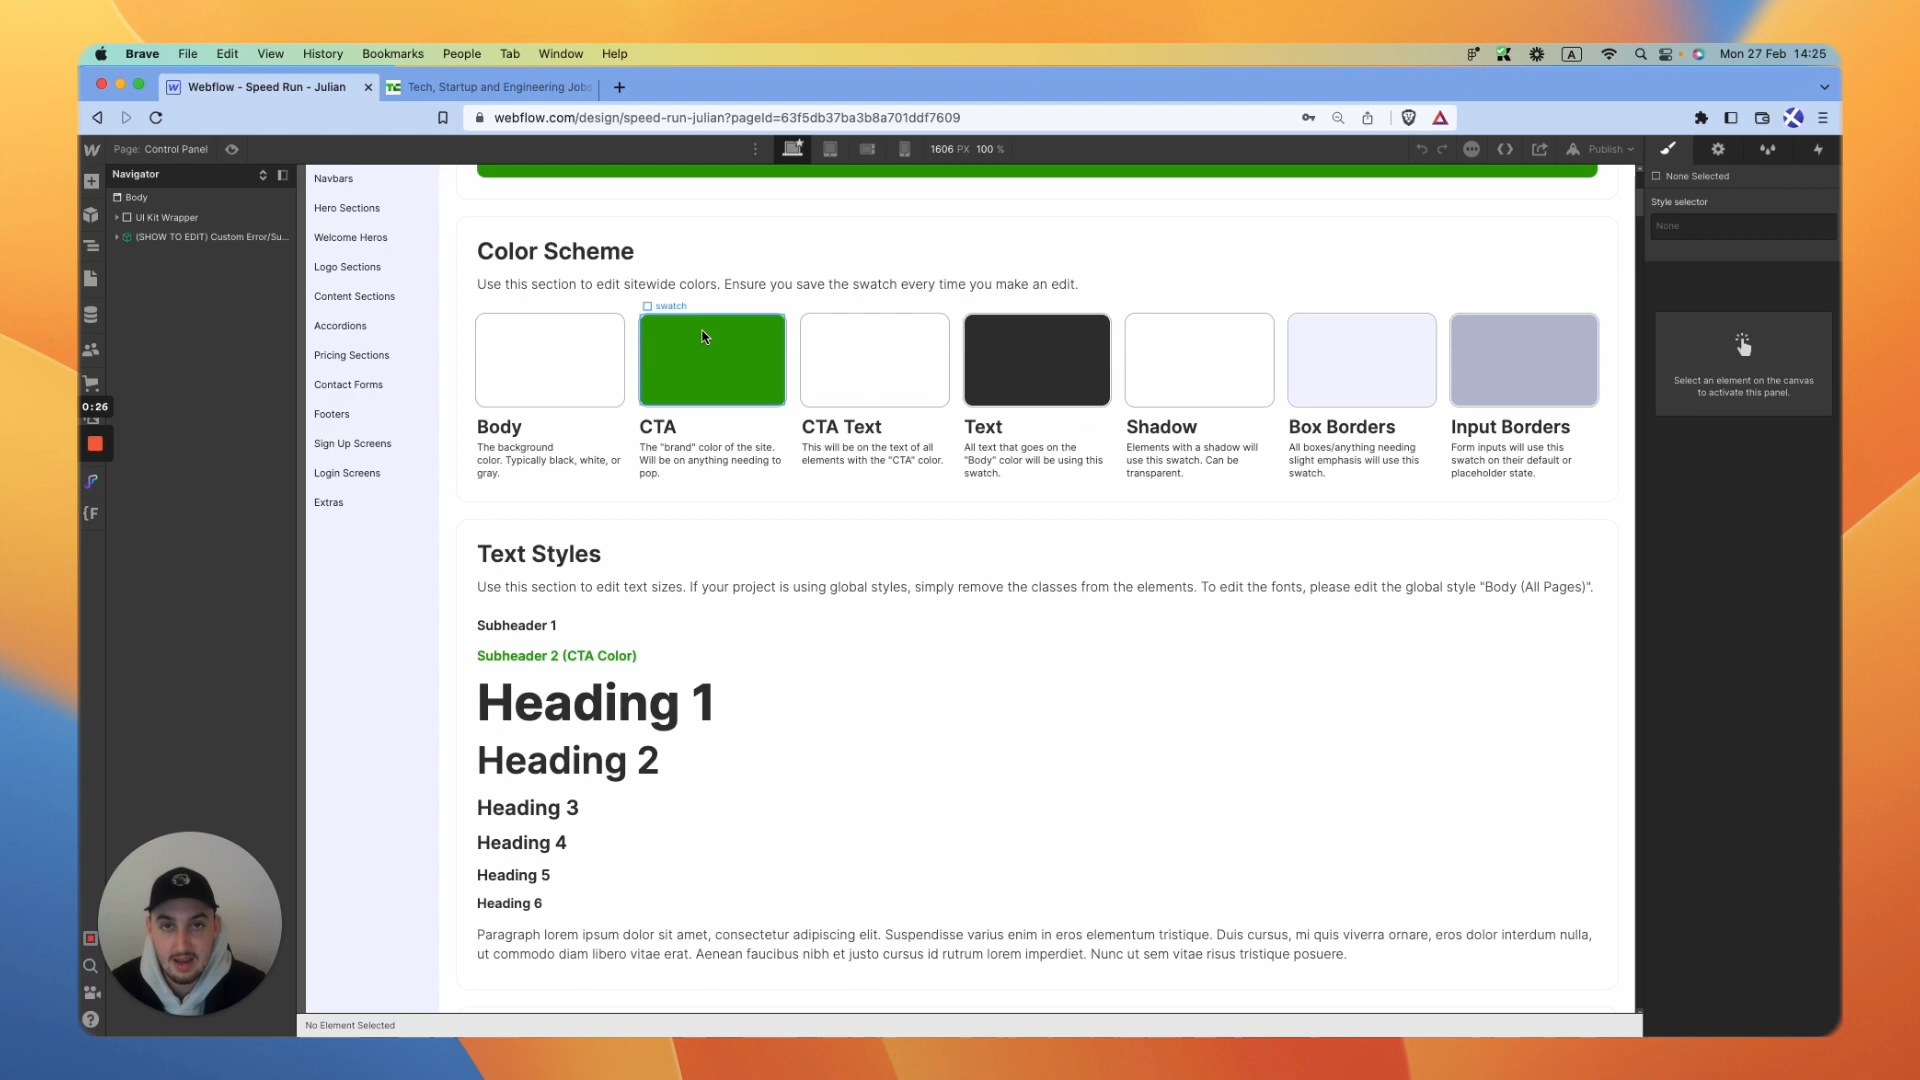 Brave File Edit View History Bookmarks People Tab Window Help
A
Mon 27 Feb 14:25
Webflow - Speed Run - Julian
Tech, Startup and Engineering Jobs
webflow.com/design/speed-run-julian?pageId=63f5db37ba3b8a701ddf7609
Page: Control Panel
1606 PX 100 %
Publish
Navigator
Body
UI Kit Wrapper
(SHOW TO EDIT) Custom Error/Su...
0:26
Navbars
Hero Sections
Welcome Heros
Logo Sections
Content Sections
Accordions
Pricing Sections
Contact Forms
Footers
Sign Up Screens
Login Screens
Extras
Color Scheme
Use this section to edit sitewide colors. Ensure you save the swatch every time you make an edit.
swatch
Body
The background
color. Typically black, white, or
gray.
CTA
The "brand" color of the site.
Will be on anything needing to
pop.
CTA Text
This will be on the text of all
elements with the "CTA" color.
Text
All text that goes on the
"Body" color will be using this
swatch.
Shadow
Elements with a shadow will
use this swatch. Can be
transparent.
Box Borders
All boxes/anything needing
slight emphasis will use this
swatch.
Input Borders
Form inputs will use this
swatch on their default or
placeholder state.
Text Styles
Use this section to edit text sizes. If your project is using global styles, simply remove the classes from the elements. To edit the fonts, please edit the global style "Body (All Pages)".
Subheader 1
Subheader 2 (CTA Color)
Heading 1
Heading 2
Heading 3
Heading 4
Heading 5
Heading 6
Paragraph lorem ipsum dolor sit amet, consectetur adipiscing elit. Suspendisse varius enim in eros elementum tristique. Duis cursus, mi quis viverra ornare, eros dolor interdum nulla,
ut commodo diam libero vitae erat. Aenean faucibus nibh et justo cursus id rutrum lorem imperdiet. Nunc ut sem vitae risus tristique posuere.
No Element Selected
None Selected
Style selector
None
Select an element on the canvas
to activate this panel.